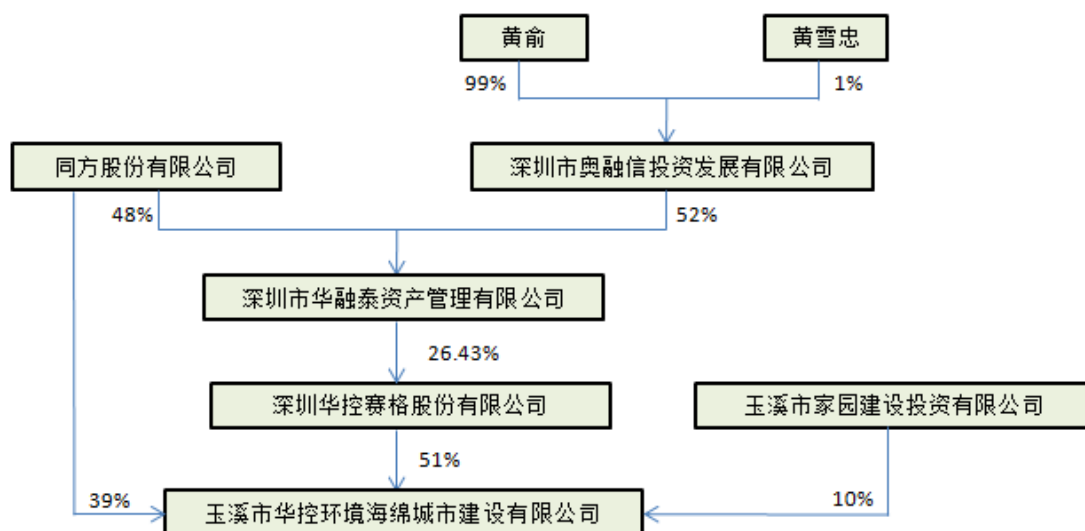 黄俞
黄雪忠
99%
1%
同方股份有限公司
深圳市奥融信投资发展有限公司
48%
52%
深圳市华融泰资产管理有限公司
26.43%
深圳华控赛格股份有限公司
玉溪市家园建设投资有限公司
51%
39%
10%
玉溪市华控环境海绵城市建设有限公司